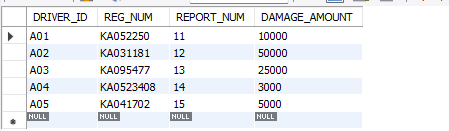 DRIVER_ID REG_NUM REPORT_NUM DAMAGE_AMOUNT
A01 KA052250 11 10000
A02 KA031181 12 50000
A03 KA095477 13 25000
A04 KA0523408 14 3000
A05 KA041702 15 5000
NULL NULL NULL NULL